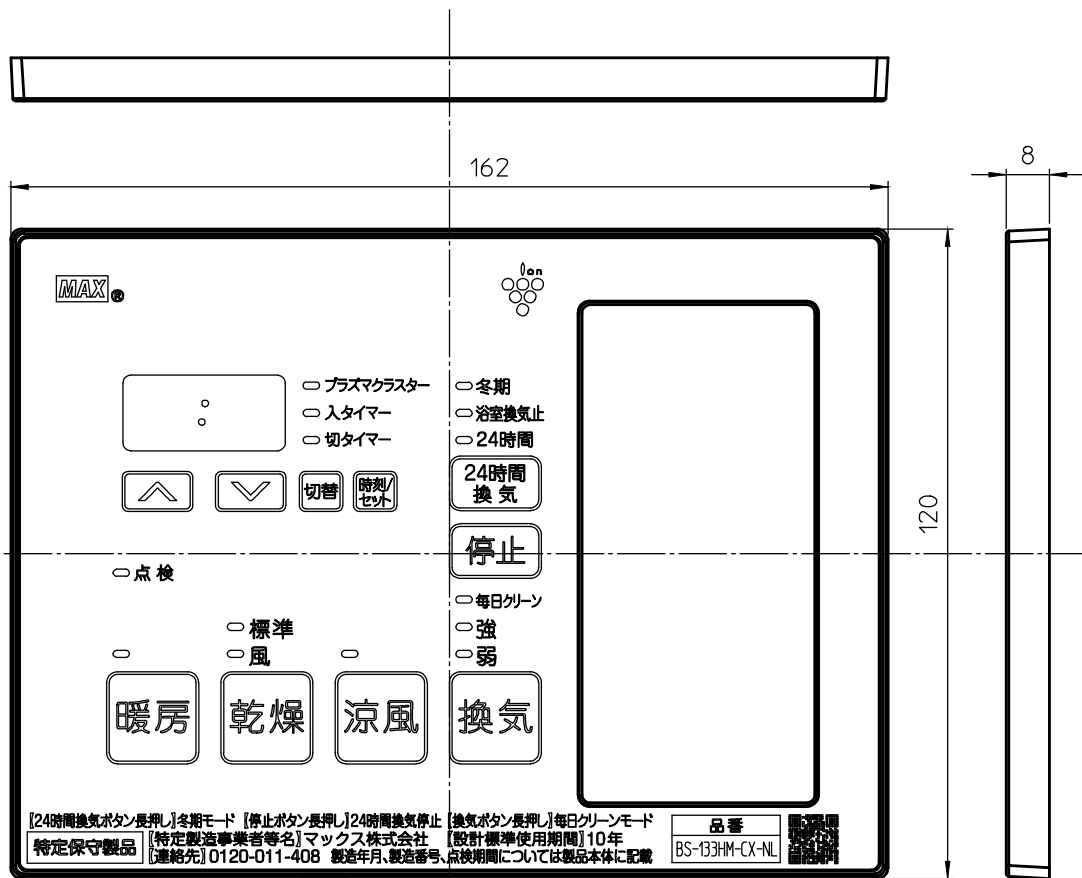 162
8
MAX®
Ion
プラズマクラスター
冬期
入タイマー
浴室換気止
切タイマー
24時間
切替
時刻/
セット
24時間
換気
120
停止
点検
毎日クリーン
標準
強
風
弱
暖房
乾燥
涼風
換気
〖24時間換気ボタン長押し〗冬期モード 〖停止ボタン長押し〗24時間換気停止 〖換気ボタン長押し〗毎日クリーンモード
特定保守製品
〖特定製造事業者等名〗マックス株式会社 〖設計標準使用期間〗10年
〖連絡先〗0120-011-408 製造年月、製造番号、点検期間については製品本体に記載
品番
BS-133HM-CX-NL